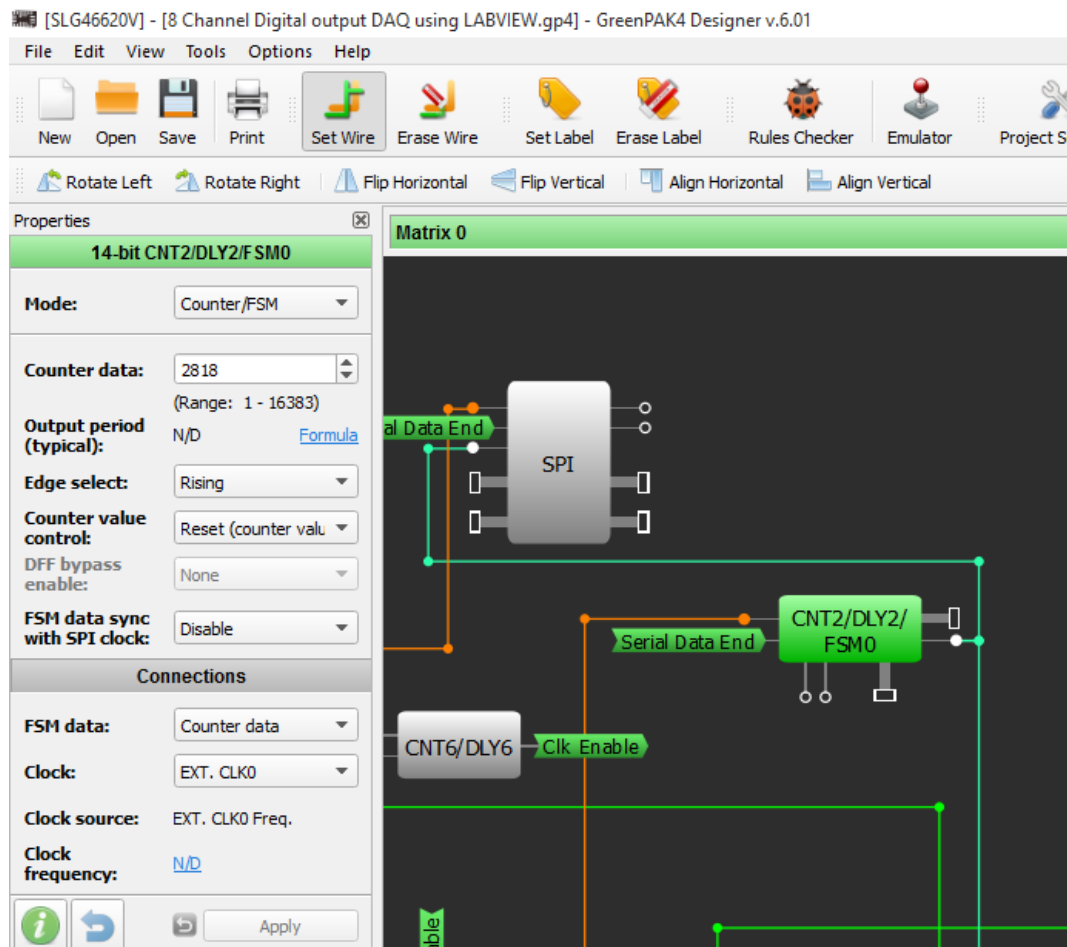 [SLG46620V] - [8 Channel Digital output DAQ using LABVIEW.gp4] - GreenPAK4 Designer v.6.01
File Edit View Tools Options Help
New Open Save Print Set Wire Erase Wire Set Label Erase Label Rules Checker Emulator Project S
Rotate Left Rotate Right Flip Horizontal Flip Vertical Align Horizontal Align Vertical
Properties
14-bit CNT2/DLY2/FSM0
Mode: Counter/FSM
Counter data: 2818
(Range: 1 - 16383)
Output period
(typical): N/D Formula
Edge select: Rising
Counter value
control: Reset (counter valu
DFF bypass
enable: None
FSM data sync
with SPI clock: Disable
Connections
FSM data: Counter data
Clock: EXT. CLK0
Clock source: EXT. CLK0 Freq.
Clock
frequency: N/D
Apply
Matrix 0
al Data End
SPI
CNT2/DLY2/
FSM0
Serial Data End
CNT6/DLY6
Clk Enable
ble